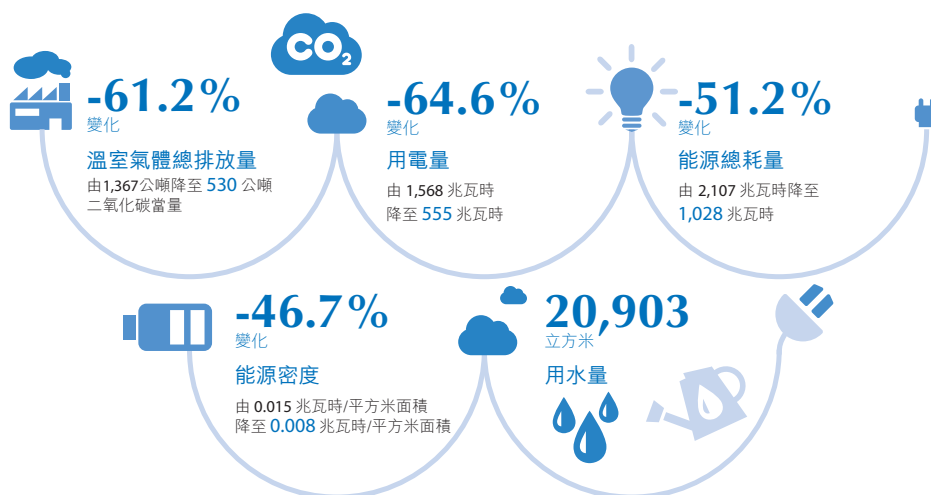 CO2
-61.2%
變化
溫室氣體總排放量
由1,367公噸降至 530 公噸
二氧化碳當量
-64.6%
變化
用電量
由 1,568 兆瓦時
降至 555 兆瓦時
-51.2%
變化
能源總耗量
由 2,107 兆瓦時降至
1,028 兆瓦時
-46.7%
變化
能源密度
由 0.015 兆瓦時/平方米面積
降至 0.008 兆瓦時/平方米面積
20,903
立方米
用水量